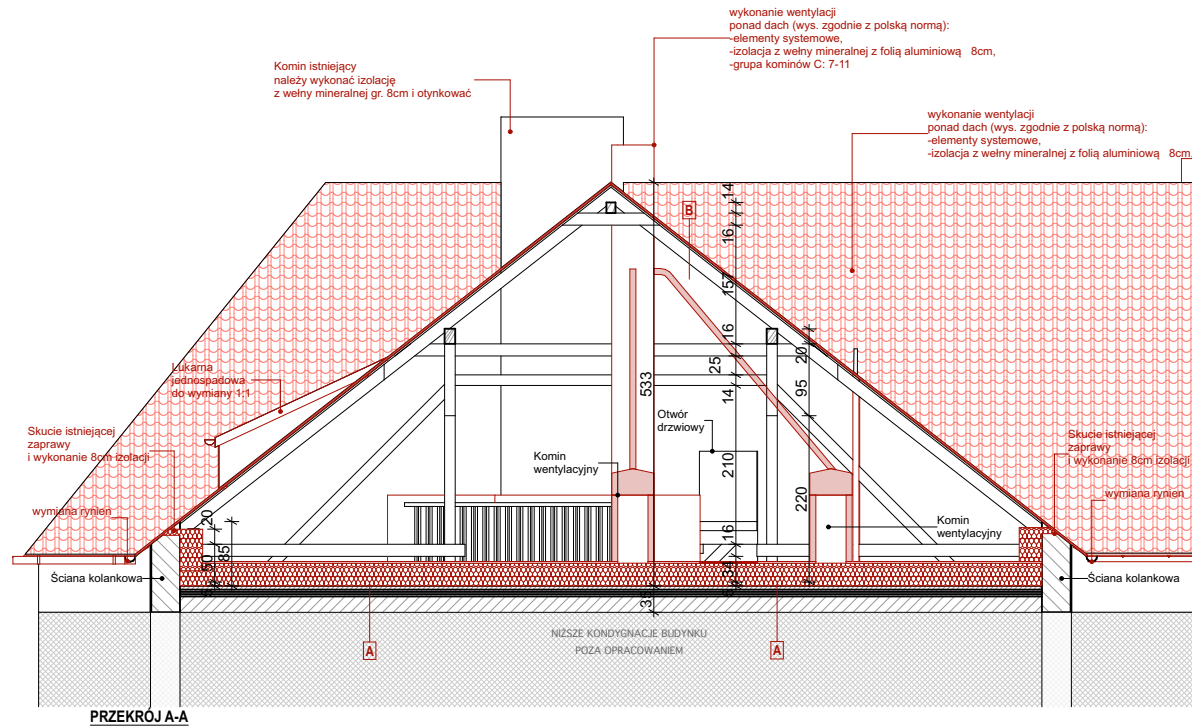 wykonanie wentylacji
ponad dach (wys. zgodnie z polską normą):
-elementy systemowe,
-izolacja z wełny mineralnej z folią aluminiową 8cm,
-grupa kominów C: 7-11
Komin istniejący
należy wykonać izolację
z wełny mineralnej gr. 8cm i otynkować
wykonanie wentylacji
ponad dach (wys. zgodnie z polską normą):
-elementy systemowe,
-izolacja z wełny mineralnej z folią aluminiową 8cm,
14
B
16
157
16
20
25
533
95
14
Lukarna
jednospadowa
do wymiany 1:1
Otwór
drzwiowy
Skucie istniejącej
zaprawy
i wykonanie 8cm izolacji
Skucie istniejącej
zaprawy
i wykonanie 8cm izolacji
Komin
wentylacyjny
210
220
wymiana rynien
wymiana rynien
20
85
50
5
16
34
5
Komin
wentylacyjny
Ściana kolankowa
Ściana kolankowa
35
A
A
NIŻSZE KONDYGNACJE BUDYNKU
POZA OPRACOWANIEM
PRZEKRÓJ A-A